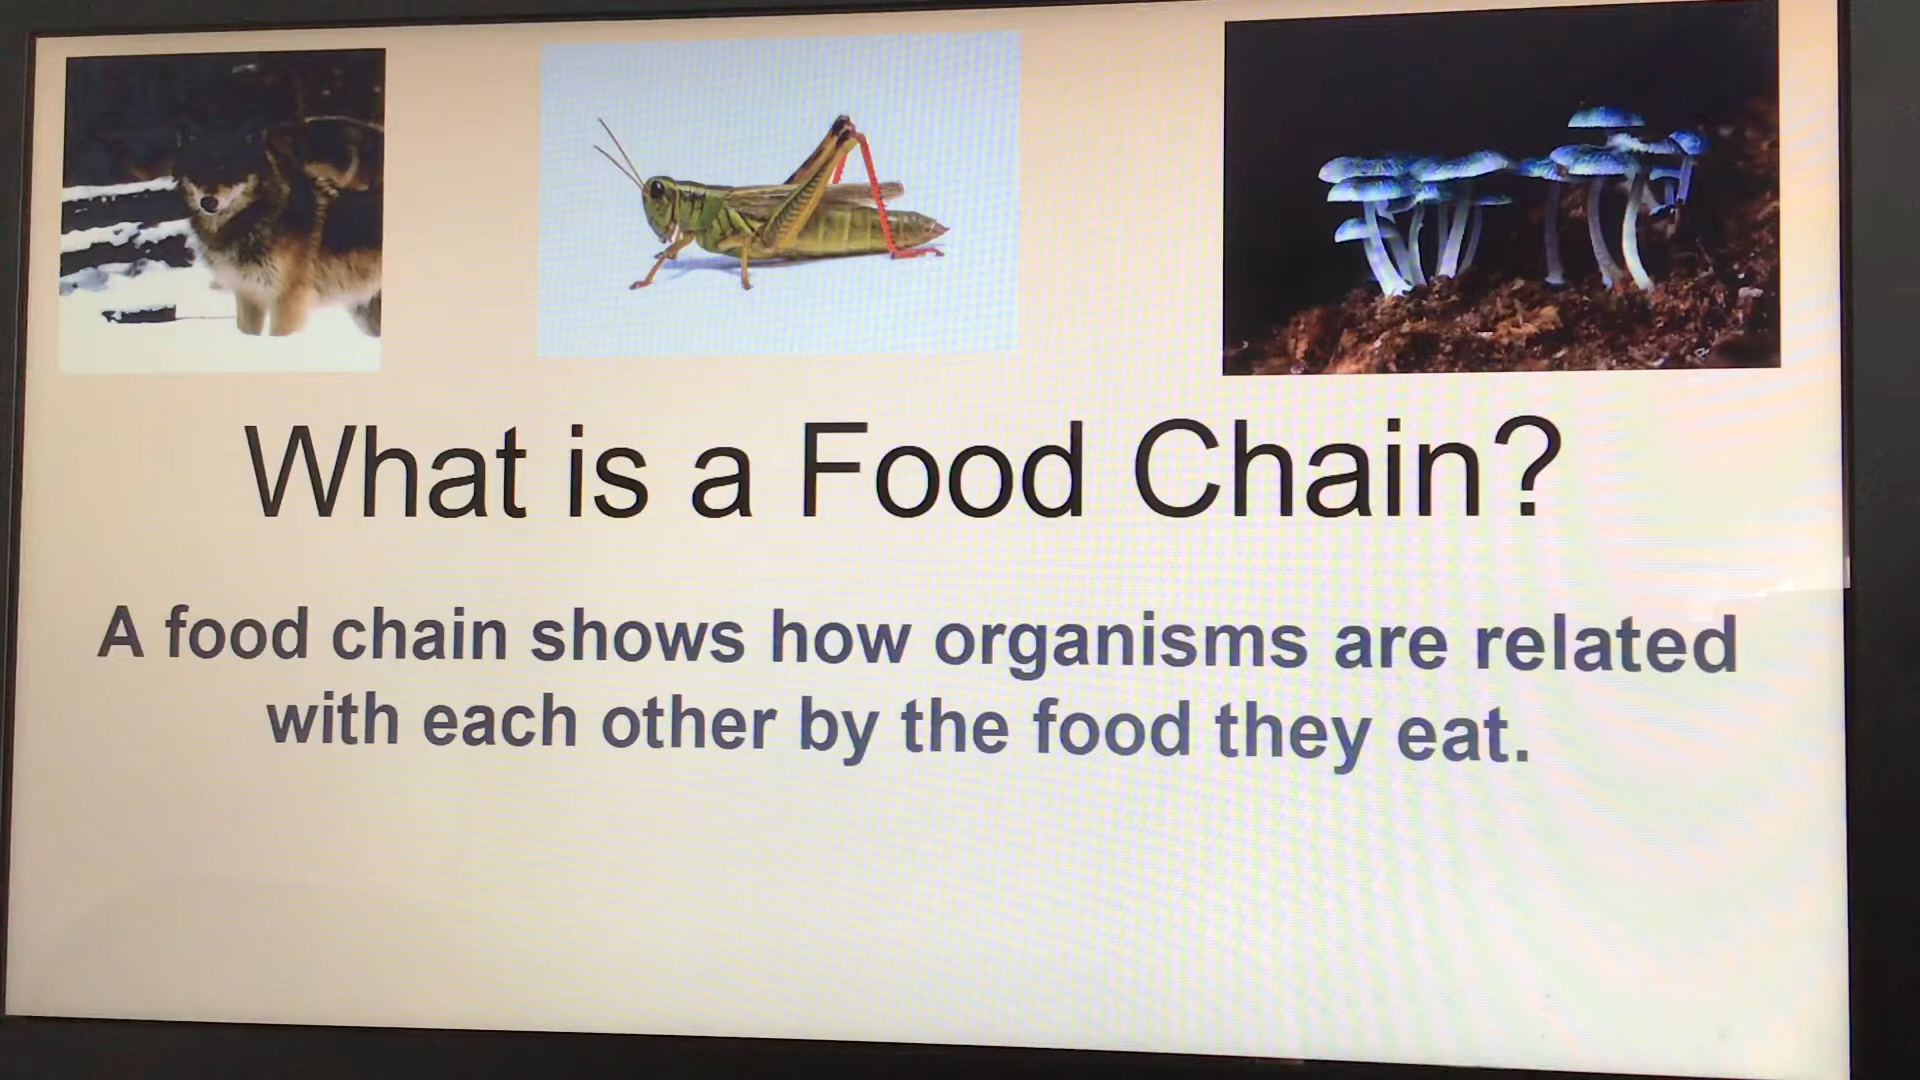 What is a Food Chain?
A food chain shows how organisms are related
with each other by the food they eat.